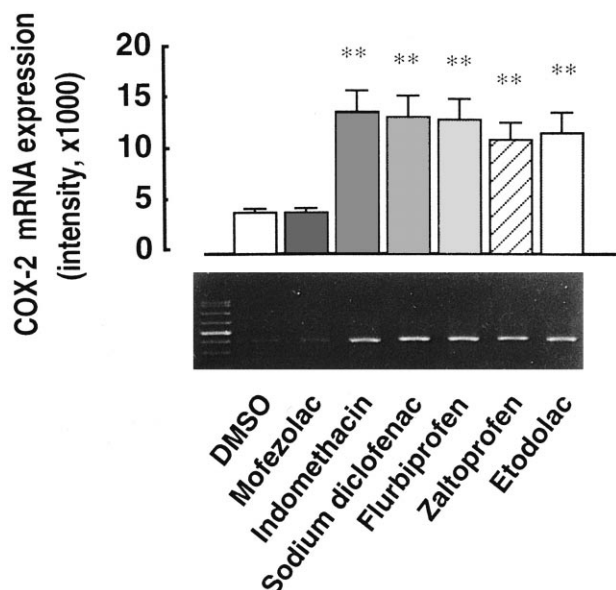 COX-2 mRNA expression
(intensity, x1000)
20
15
10
5
0
** ** ** ** **
DMSO
Mofezolac
Indomethacin
Sodium diclofenac
Flurbiprofen
Zaltoprofen
Etodolac